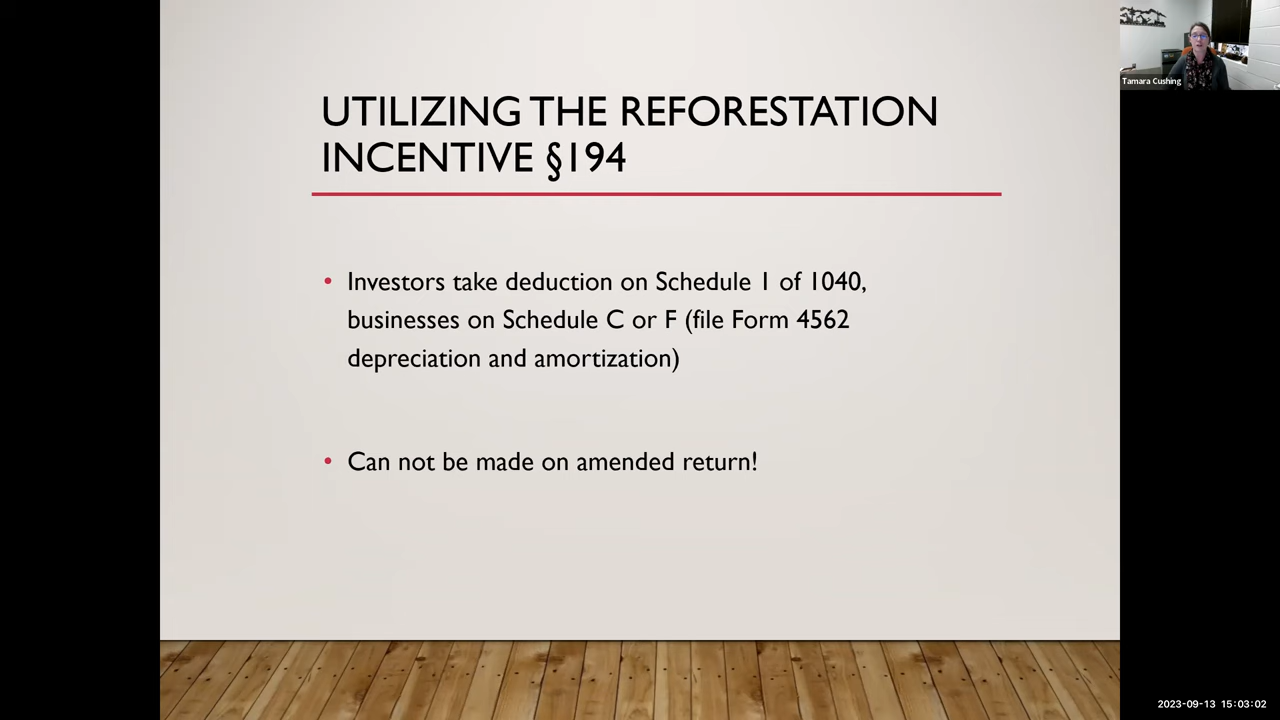 UTILIZING THE REFORESTATION
INCENTIVE §194
• Investors take deduction on Schedule 1 of 1040,
businesses on Schedule C or F (file Form 4562
depreciation and amortization)
• Can not be made on amended return!
Tamara Cushing
2023-09-13 15:03:02